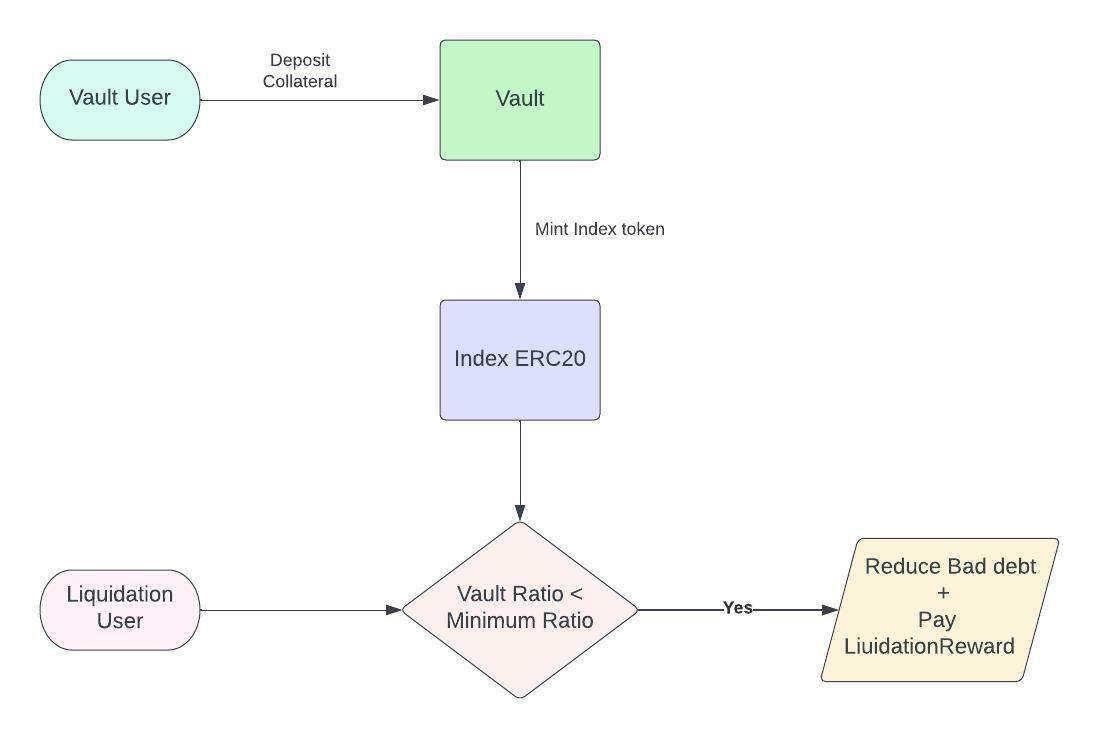 Vault User
Deposit
Collateral
Vault
Mint Index token
Index ERC20
Liquidation
User
Vault Ratio <
Minimum Ratio
Yes
Reduce Bad debt
+
Pay
LiuidationReward